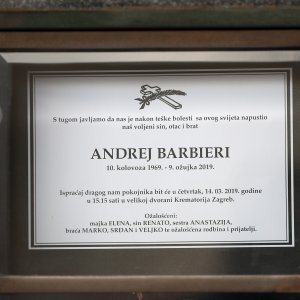 S tugom javljamo da nas je nakon teške bolesti sa ovog svijeta napustio
naš voljeni sin, otac i brat
ANDREJ BARBIERI
10. kolovoza 1969. - 9. ožujka 2019.
Ispraćaj dragog nam pokojnika bit će u četvrtak, 14. 03. 2019. godine
u 15.15 sati u velikoj dvorani Krematorija Zagreb.
Ožalošćeni:
majka ELENA, sin RENATO, sestra ANASTAZIJA,
braća MARKO, SRĐAN i VELJKO te ožalošćena rodbina i prijatelji.